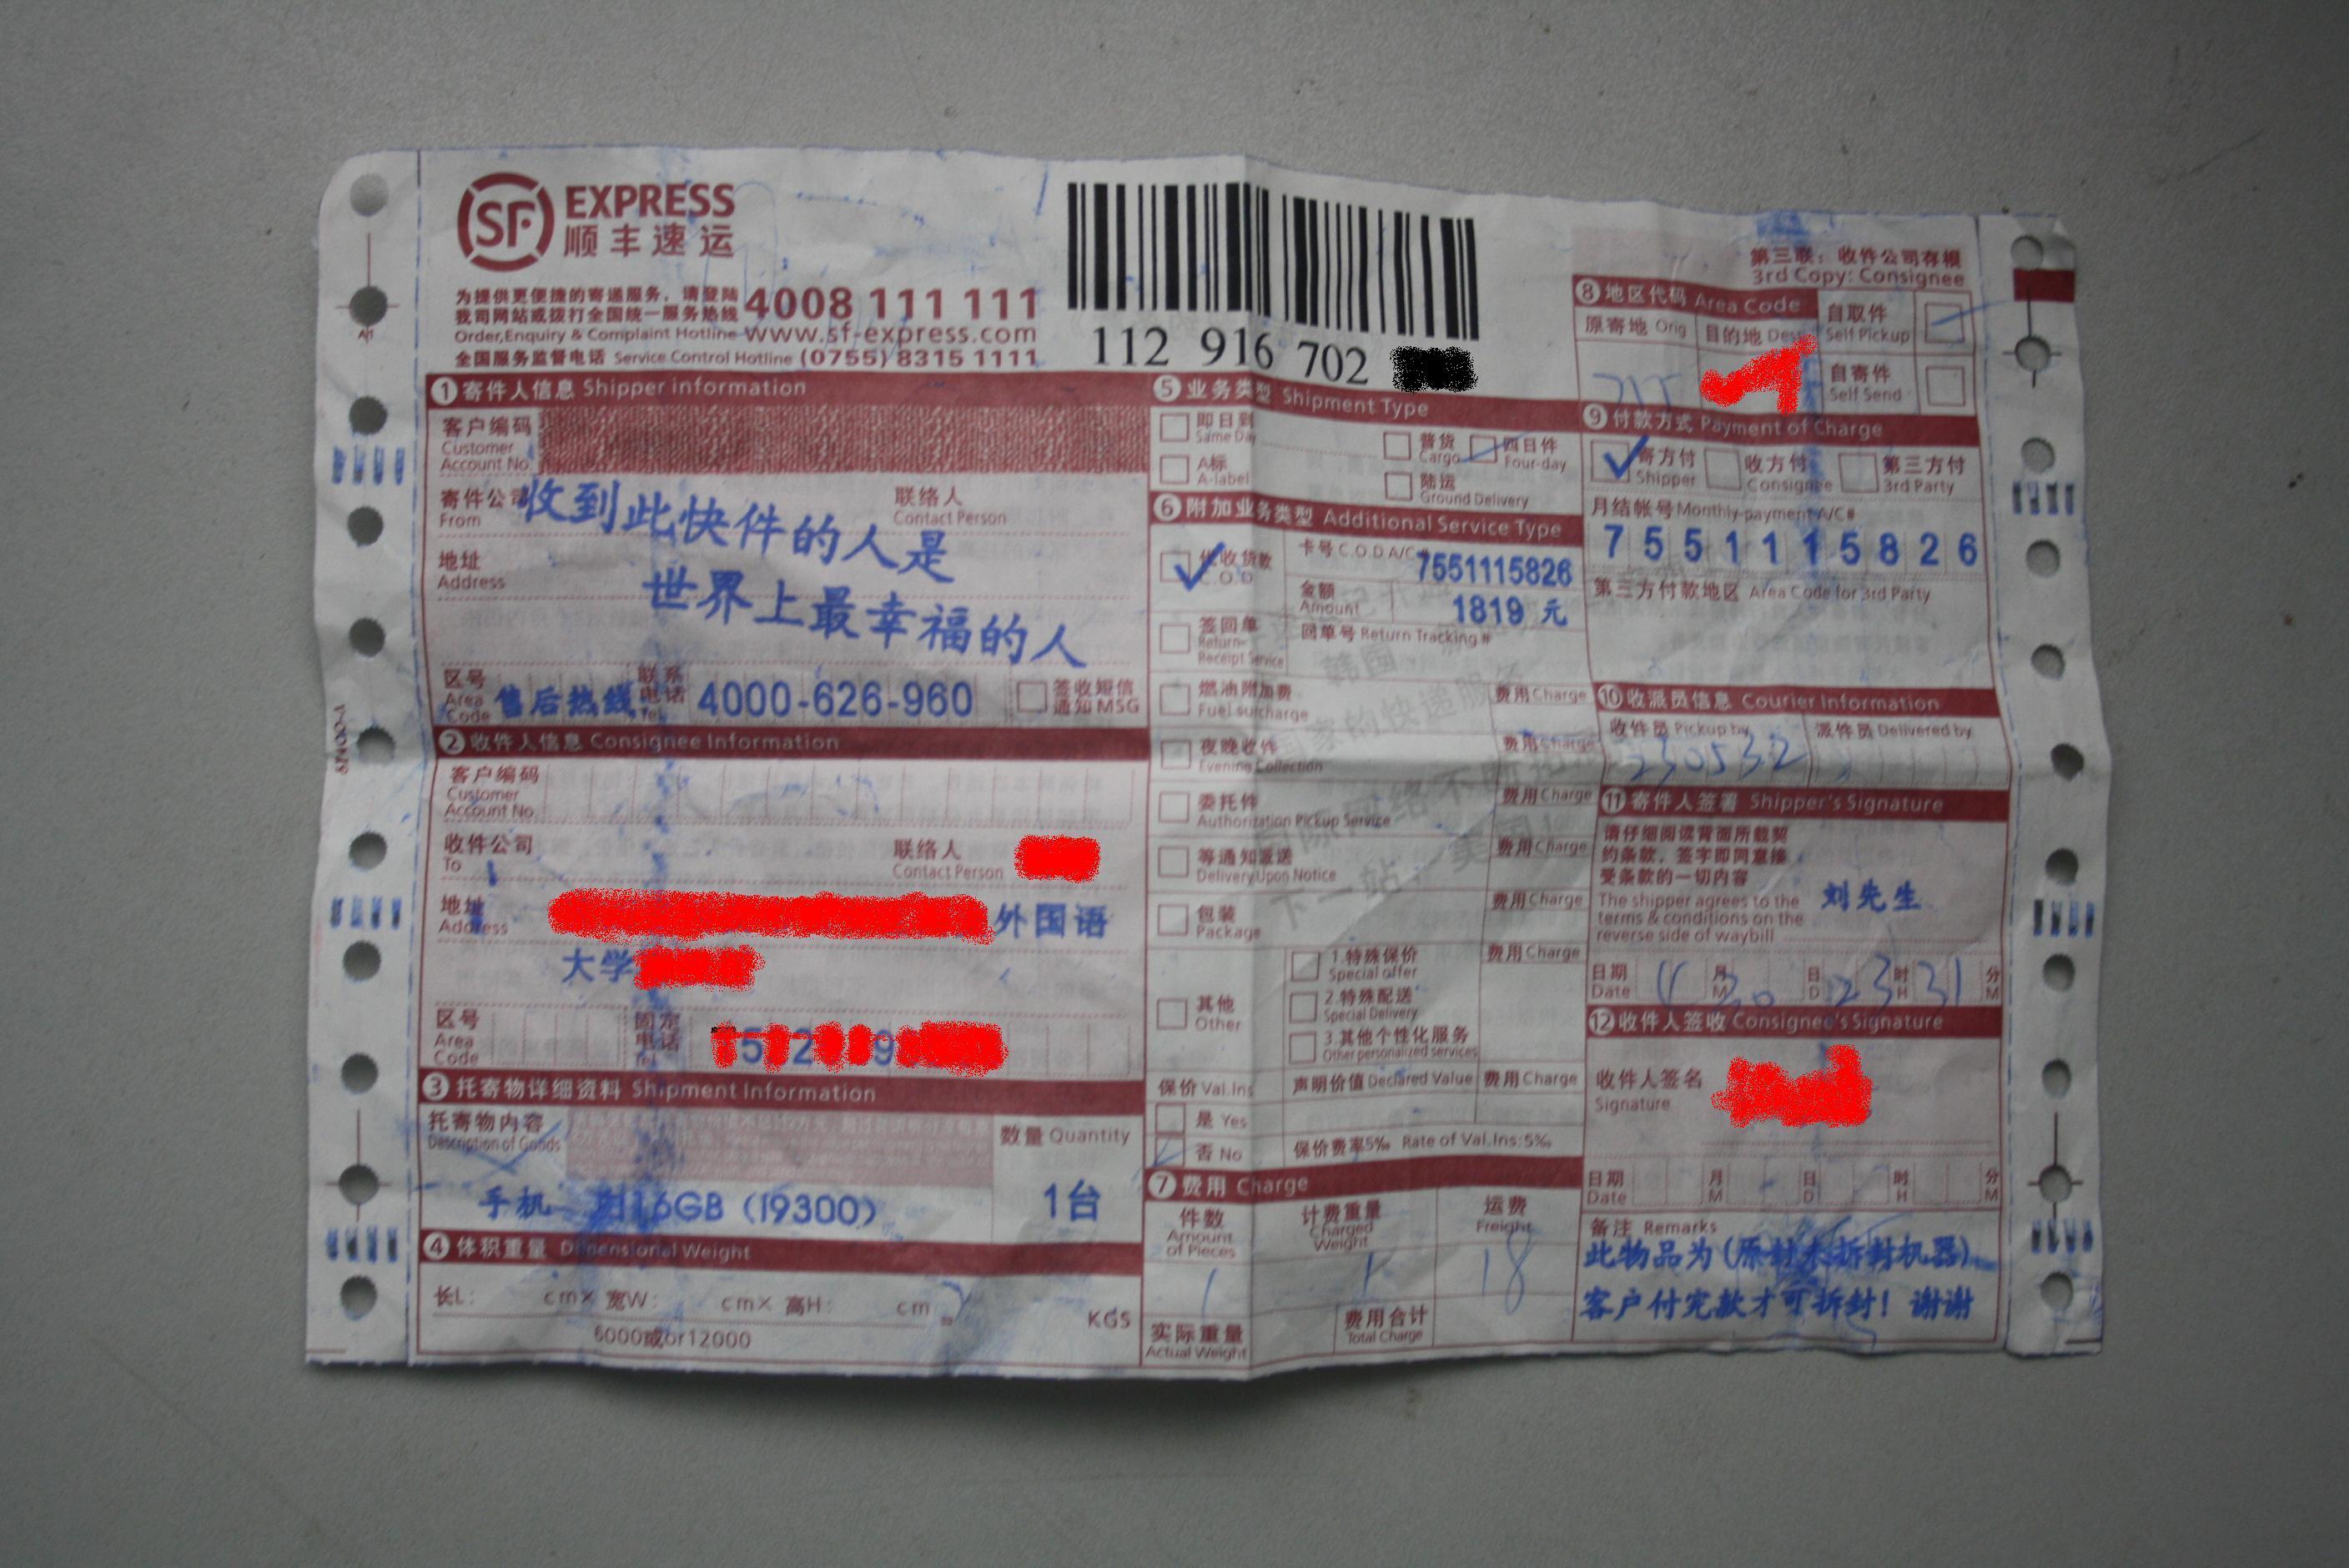 SF EXPRESS
顺丰速运
为提供更便捷的寄递服务，请登陆
我司网站或拨打全国统一服务热线
4008 111 111
Order,Enquiry & Complaint Hotline www.sf-express.com
全国服务监督电话 Service Control Hotline (0755) 8315 1111
112 916 702
第三联：收件公司存根
3rd Copy: Consignee
1 寄件人信息 Shipper Information
客户编码
Customer
Account No.
寄件公司
From
联络人
Contact Person
收到此快件的人是
地址
Address
世界上最幸福的人
区号
Area
Code
售后热线
联系
电话
Tel
4000-626-960
签收短信
通知 MSG
2 收件人信息 Consignee Information
客户编码
Customer
Account No.
收件公司
To
联络人
Contact Person
地址
Address
外国语
大学
区号
Area
Code
固定
电话
Tel
3 托寄物详细资料 Shipment Information
托寄物内容
Description of Goods
数量 Quantity
16GB (I9300)
手机
1台
4 体积重量 Dimensional Weight
长L: cm× 宽W: cm× 高H: cm
KGS
6000或or12000
5 业务类型 Shipment Type
即日到
Same Day
普货
Cargo
四日件
Four-day
A标
A-label
陆运
Ground Delivery
6 附加业务类型 Additional Service Type
代收货款
C.O.D
卡号 C.O.D A/C#
7551115826
金额
Amount
1819 元
签回单
Return-
Receipt Service
回单号 Return Tracking #
燃油附加费
Fuel surcharge
费用 Charge
夜晚收件
Evening Collection
费用 Charge
委托件
Authorization Pickup Service
费用 Charge
等通知派送
Delivery Upon Notice
费用 Charge
包装
Package
费用 Charge
其他
Other
1.特殊保价
Special offer
费用 Charge
2.特殊配送
Special Delivery
3.其他个性化服务
Other personalized services
保价 Val.Ins
声明价值 Declared Value
费用 Charge
是 Yes
否 No
保价费率5‰ Rate of Val.Ins:5‰
7 费用 Charge
件数
Amount
of Pieces
计费重量
Charged
Weight
运费
Freight
1
1
18
实际重量
Actual Weight
费用合计
Total Charge
8 地区代码 Area Code
原寄地 Orig
目的地 Dest
自取件
Self Pickup
自寄件
Self Send
9 付款方式 Payment of Charge
寄方付
Shipper
收方付
Consignee
第三方付
3rd Party
月结帐号 Monthly-payment A/C#
7551115826
第三方付款地区 Area Code for 3rd Party
10 收派员信息 Courier Information
收件员 Pickup by
派件员 Delivered by
230532
11 寄件人签署 Shipper's Signature
请仔细阅读背面所载契
约条款，签字即同意接
受条款的一切内容
The shipper agrees to the
terms & conditions on the
reverse side of waybill
刘先生
日期
Date
月
M
日
D
时
H
分
M
12 收件人签收 Consignee's Signature
收件人签名
Signature
日期
Date
月
M
日
D
时
H
分
M
备注 Remarks
此物品为(原封未拆封机器)
客户付完款才可拆封！谢谢